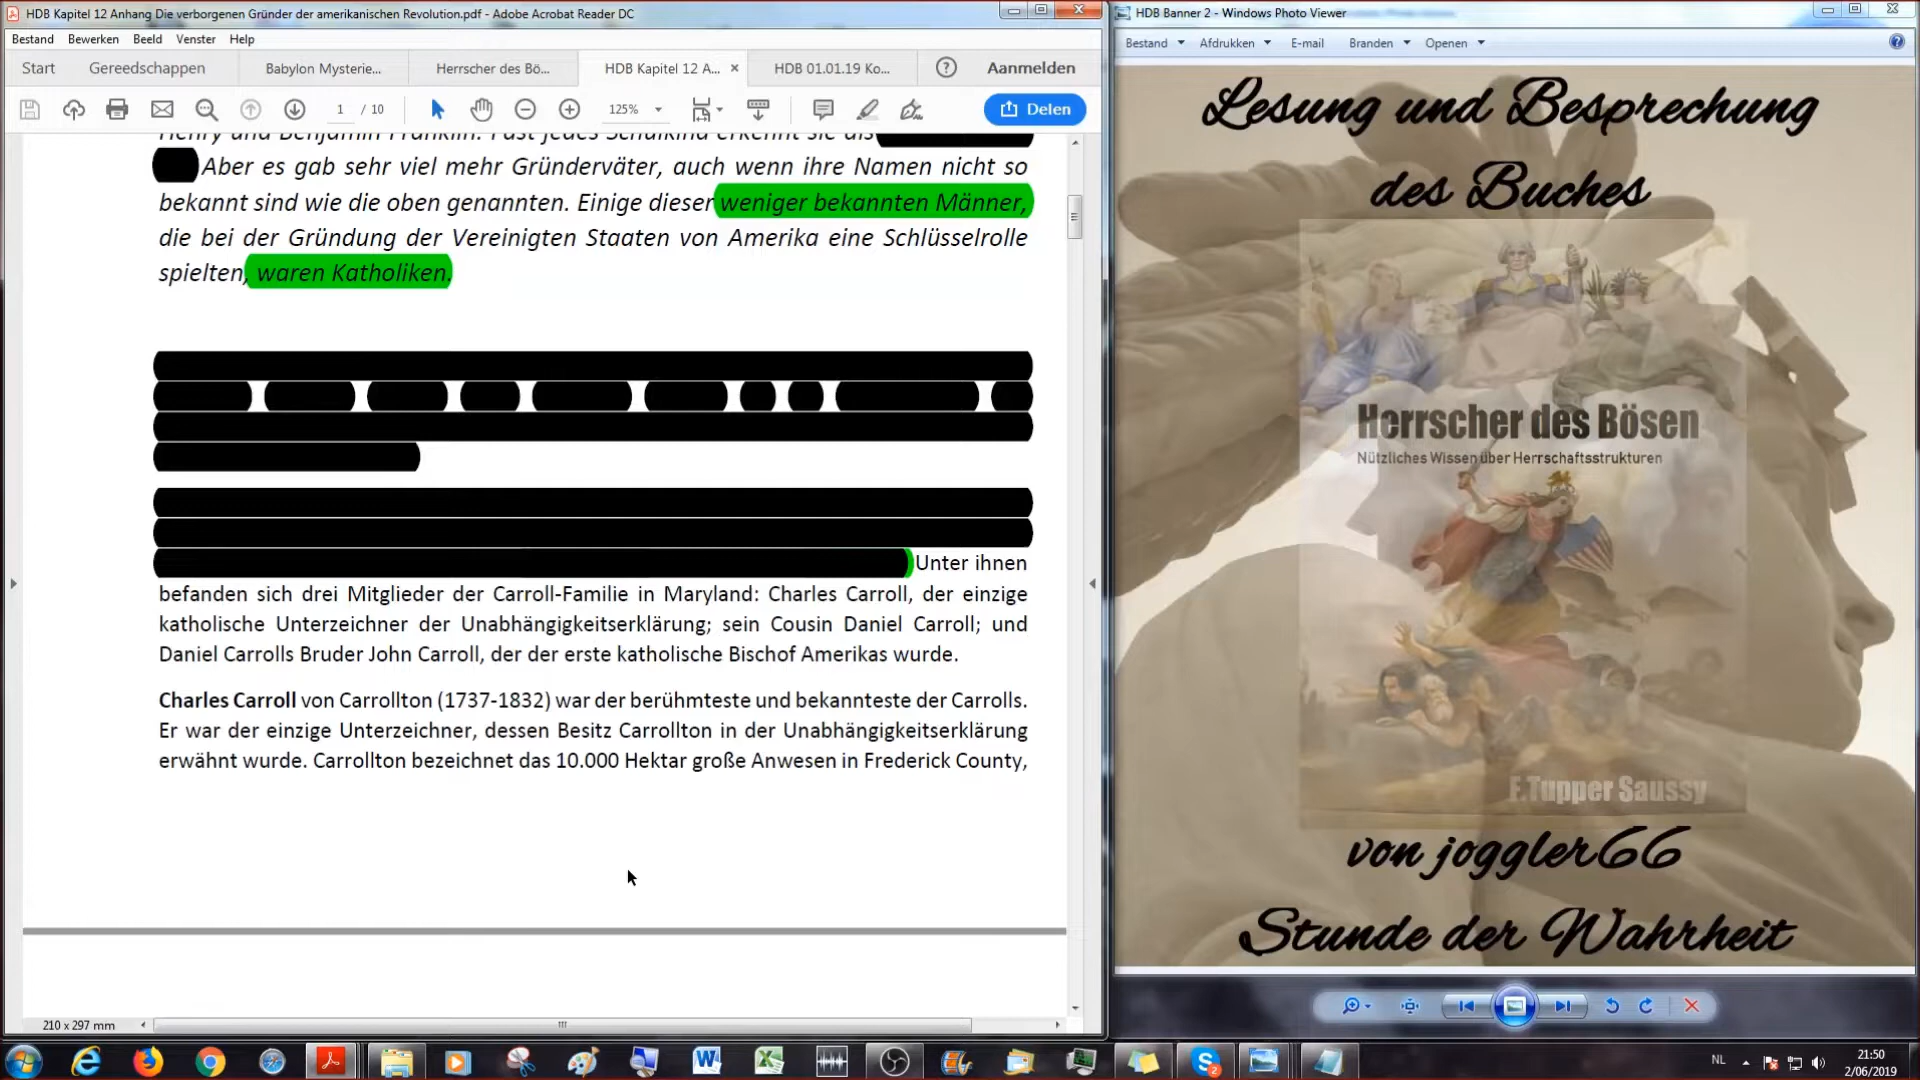 HDB Kapitel 12 Anhang Die verborgenen Gründer der amerikanischen Revolution.pdf - Adobe Acrobat Reader DC
Bestand Bewerken Beeld Venster Help
Start Gereedschappen Babylon Mysterie... Herrscher des Bö... HDB Kapitel 12 A... × HDB 01.01.19 Ko... Aanmelden
1 / 10 125% Delen
Henry und Benjamin Franklin. Fast jedes Schulkind erkennt sie als
Aber es gab sehr viel mehr Gründerväter, auch wenn ihre Namen nicht so
bekannt sind wie die oben genannten. Einige dieser weniger bekannten Männer,
die bei der Gründung der Vereinigten Staaten von Amerika eine Schlüsselrolle
spielten, waren Katholiken.
Unter ihnen
befanden sich drei Mitglieder der Carroll-Familie in Maryland: Charles Carroll, der einzige
katholische Unterzeichner der Unabhängigkeitserklärung; sein Cousin Daniel Carroll; und
Daniel Carrolls Bruder John Carroll, der der erste katholische Bischof Amerikas wurde.
Charles Carroll von Carrollton (1737-1832) war der berühmteste und bekannteste der Carrolls.
Er war der einzige Unterzeichner, dessen Besitz Carrollton in der Unabhängigkeitserklärung
erwähnt wurde. Carrollton bezeichnet das 10.000 Hektar große Anwesen in Frederick County,
210 x 297 mm
HDB Banner 2 - Windows Photo Viewer
Bestand Afdrukken E-mail Branden Openen
Lesung und Besprechung
des Buches
Herrscher des Bösen
Nützliches Wissen über Herrschaftsstrukturen
F.Tupper Saussy
von joggler66
Stunde der Wahrheit
NL
21:50
2/06/2019